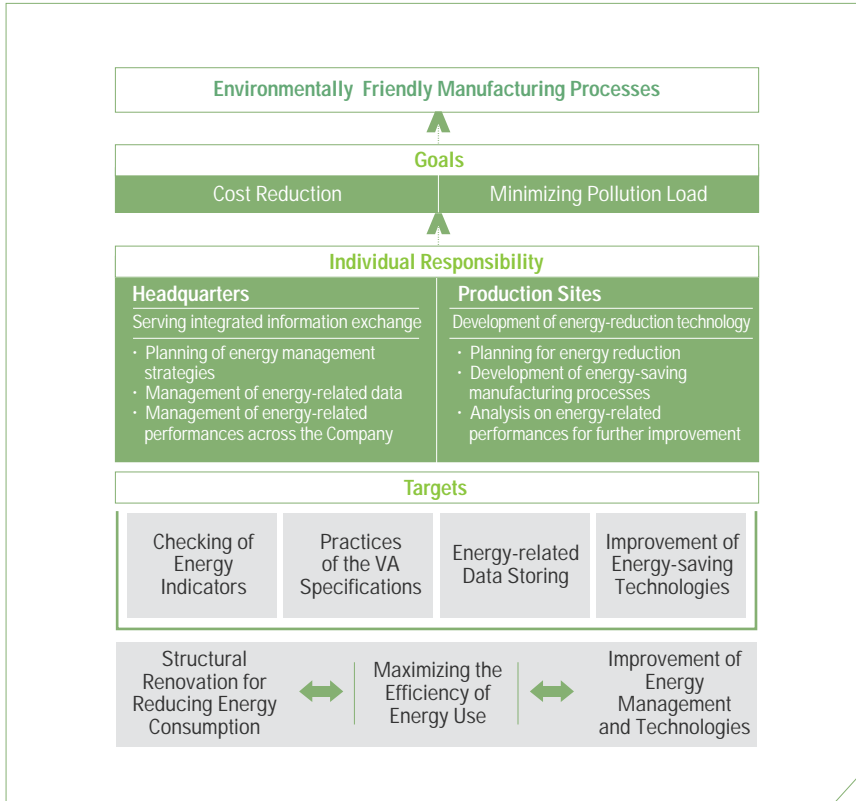 Environmentally Friendly Manufacturing Processes
Goals
Cost Reduction
Minimizing Pollution Load
Individual Responsibility
Headquarters
Serving integrated information exchange
· Planning of energy management
strategies
· Management of energy-related data
· Management of energy-related
performances across the Company
Production Sites
Development of energy-reduction technology
· Planning for energy reduction
· Development of energy-saving
manufacturing processes
· Analysis on energy-related
performances for further improvement
Targets
Checking of
Energy
Indicators
Practices
of the VA
Specifications
Energy-related
Data Storing
Improvement of
Energy-saving
Technologies
Structural
Renovation for
Reducing Energy
Consumption
Maximizing the
Efficiency of
Energy Use
Improvement of
Energy
Management
and Technologies